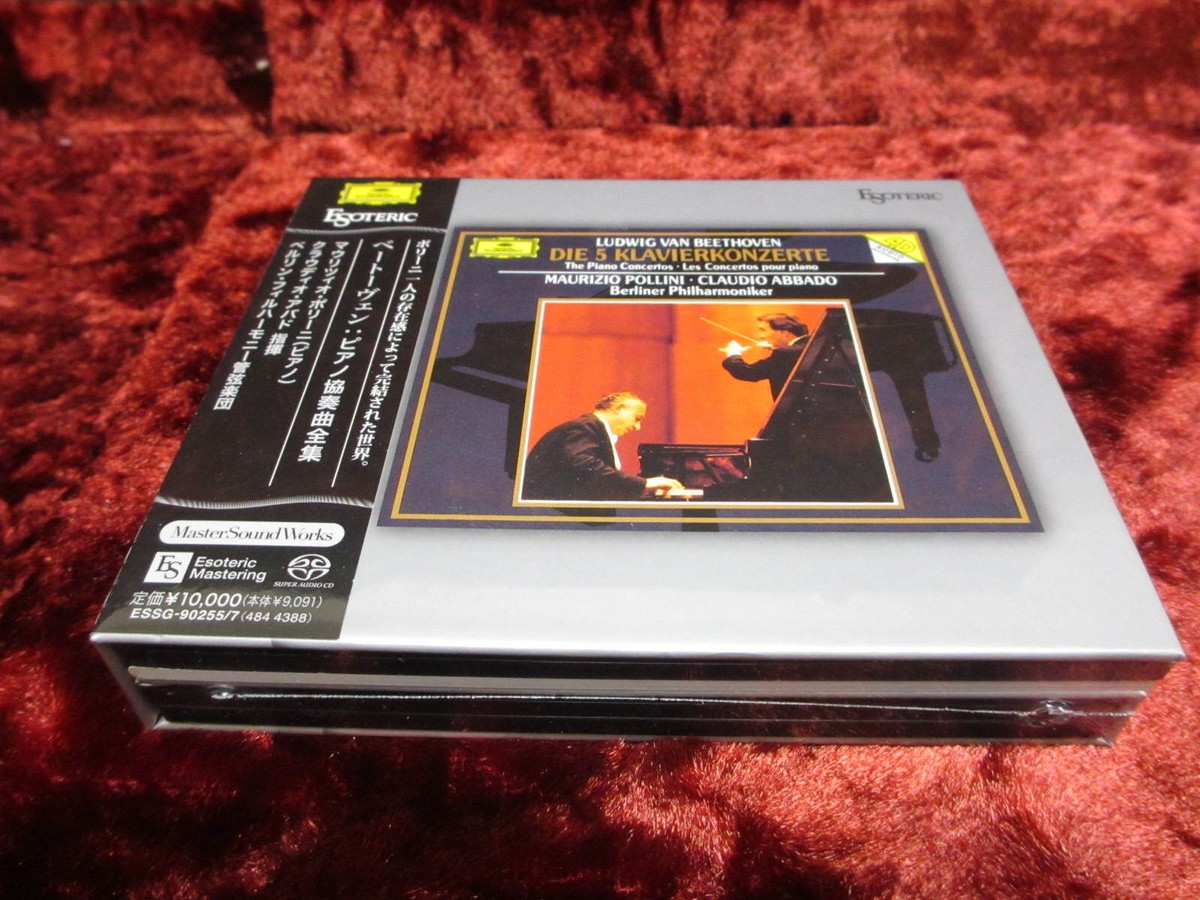 ESOTERIC
ポリーニ一人の存在感によって完結された世界。
ベートーヴェン:ピアノ協奏曲全集
マウリツィオ・ポリーニ(ピアノ)
クラウディオ・アバド 指揮
ベルリン・フィルハーモニー管弦楽団
MasterSoundWorks
ES
Esoteric
Mastering
SUPER AUDIO CD
定価¥10,000(本体¥9,091)
ESSG-90255/7(484 4388)
ESOTERIC
LUDWIG VAN BEETHOVEN
DIE 5 KLAVIERKONZERTE
The Piano Concertos · Les Concertos pour piano
MAURIZIO POLLINI · CLAUDIO ABBADO
Berliner Philharmoniker